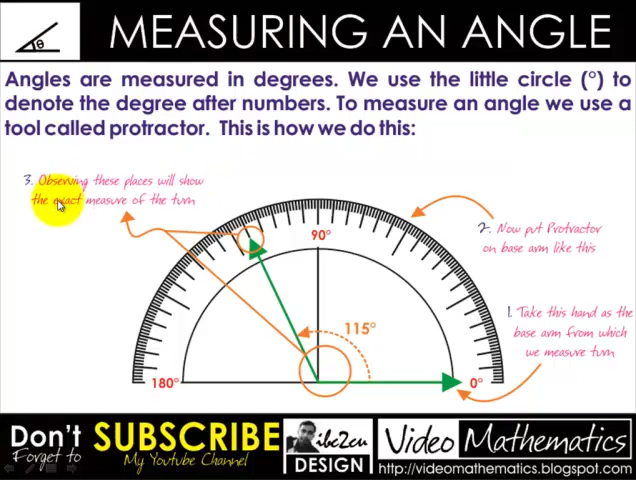 θ
MEASURING AN ANGLE
Angles are measured in degrees. We use the little circle (°) to
denote the degree after numbers. To measure an angle we use a
tool called protractor. This is how we do this:
3. Observing these places will show
the exact measure of the turn
90°
2. Now put Protractor
on base arm like this
1. Take this hand as the
base arm from which
we measure turn
115°
180°
0°
Don't
Forget to
SUBSCRIBE
My Youtube Channel
ibc2cu
DESIGN
Video Mathematics
http://videomathematics.blogspot.com/